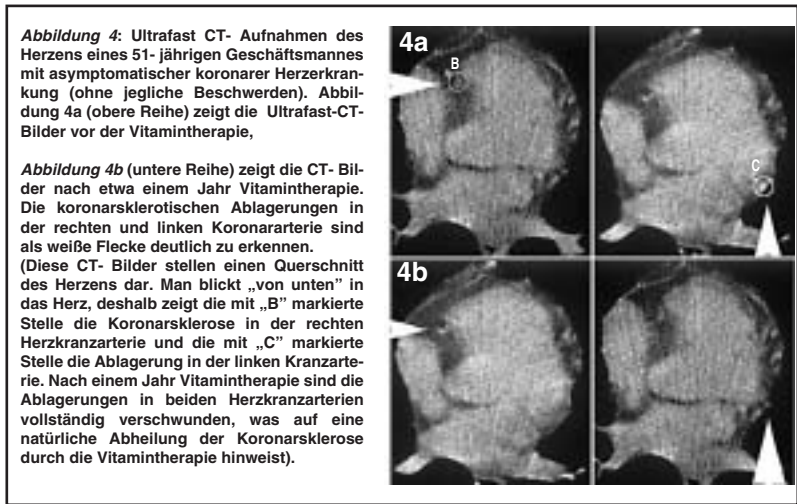 Abbildung 4: Ultrafast CT- Aufnahmen des
Herzens eines 51- jährigen Geschäftsmannes
mit asymptomatischer koronarer Herzerkran-
kung (ohne jegliche Beschwerden). Abbil-
dung 4a (obere Reihe) zeigt die Ultrafast-CT-
Bilder vor der Vitamintherapie,
Abbildung 4b (untere Reihe) zeigt die CT- Bil-
der nach etwa einem Jahr Vitamintherapie.
Die koronarsklerotischen Ablagerungen in
der rechten und linken Koronararterie sind
als weiße Flecke deutlich zu erkennen.
(Diese CT- Bilder stellen einen Querschnitt
des Herzens dar. Man blickt „von unten" in
das Herz, deshalb zeigt die mit „B" markierte
Stelle die Koronarsklerose in der rechten
Herzkranzarterie und die mit „C" markierte
Stelle die Ablagerung in der linken Kranzarte-
rie. Nach einem Jahr Vitamintherapie sind die
Ablagerungen in beiden Herzkranzarterien
vollständig verschwunden, was auf eine
natürliche Abheilung der Koronarsklerose
durch die Vitamintherapie hinweist).
4a
B
C
4b